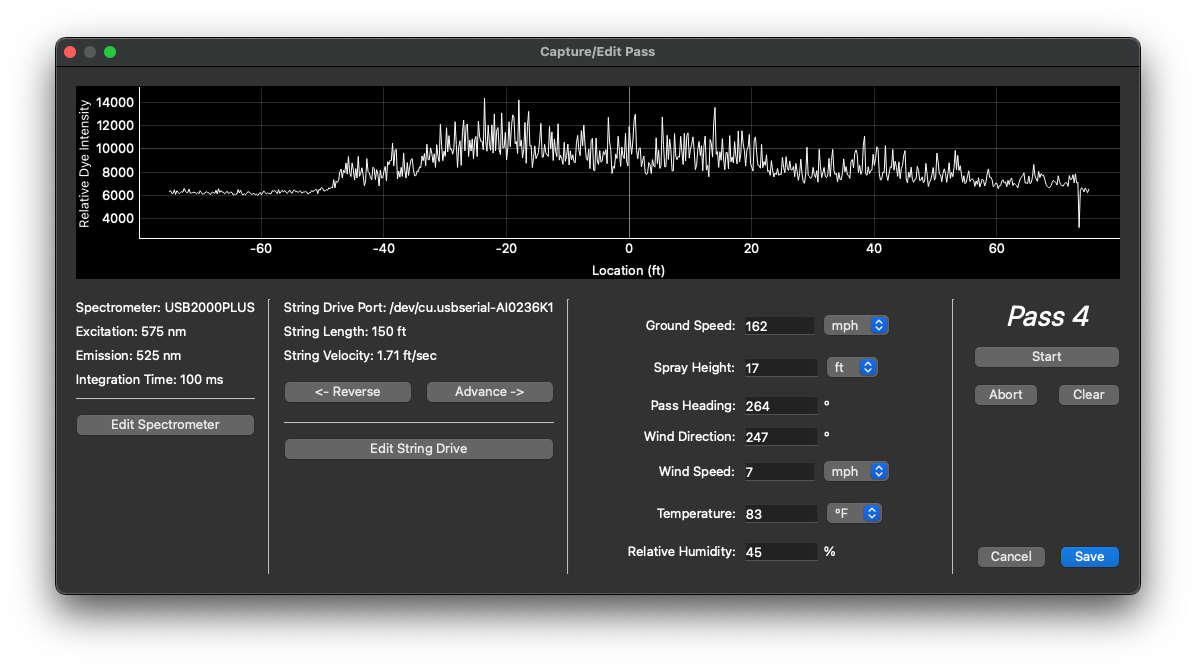 Capture/Edit Pass
Relative Dye Intensity
14000
12000
10000
8000
6000
4000
-60 -40 -20 0 20 40 60
Location (ft)
Spectrometer: USB2000PLUS
Excitation: 575 nm
Emission: 525 nm
Integration Time: 100 ms
Edit Spectrometer
String Drive Port: /dev/cu.usbserial-AI0236K1
String Length: 150 ft
String Velocity: 1.71 ft/sec
<- Reverse Advance ->
Edit String Drive
Ground Speed: 162 mph
Spray Height: 17 ft
Pass Heading: 264 º
Wind Direction: 247 º
Wind Speed: 7 mph
Temperature: 83 ºF
Relative Humidity: 45 %
Pass 4
Start
Abort Clear
Cancel Save